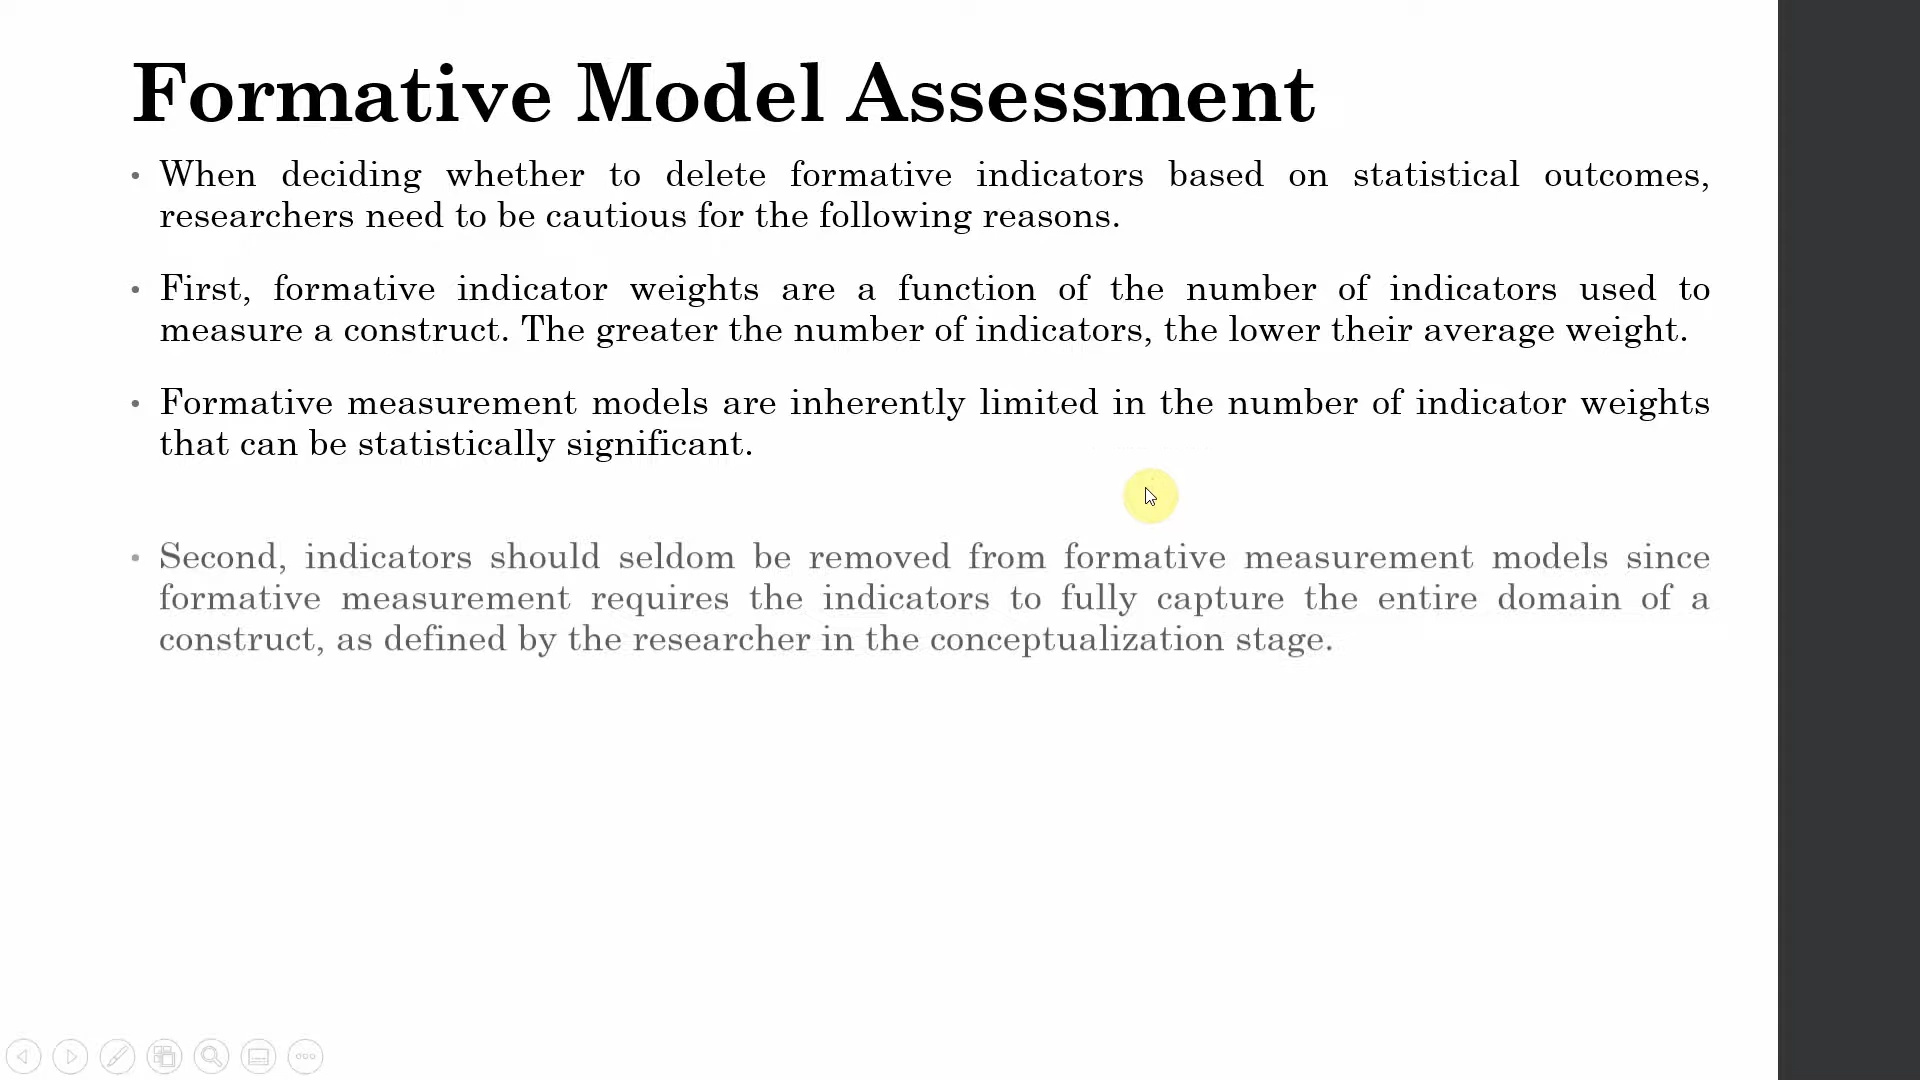 Formative Model Assessment
• When deciding whether to delete formative indicators based on statistical outcomes,
researchers need to be cautious for the following reasons.
• First, formative indicator weights are a function of the number of indicators used to
measure a construct. The greater the number of indicators, the lower their average weight.
• Formative measurement models are inherently limited in the number of indicator weights
that can be statistically significant.
• Second, indicators should seldom be removed from formative measurement models since
formative measurement requires the indicators to fully capture the entire domain of a
construct, as defined by the researcher in the conceptualization stage.